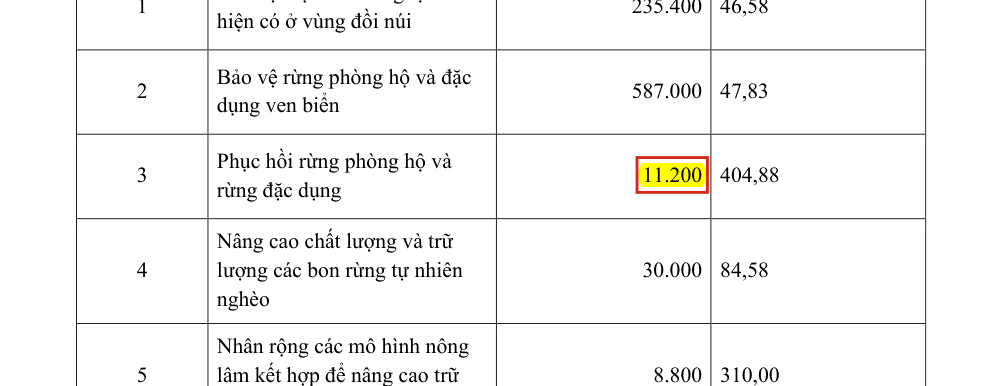 1
235.400 46,58
hiện có ở vùng đồi núi
Bảo vệ rừng phòng hộ và đặc
2 587.000 47,83
dụng ven biển
Phục hồi rừng phòng hộ và
3 11.200 404,88
rừng đặc dụng
Nâng cao chất lượng và trữ
4 lượng các bon rừng tự nhiên 30.000 84,58
nghèo
Nhân rộng các mô hình nông
5 lâm kết hợp để nâng cao trữ 8.800 310,00